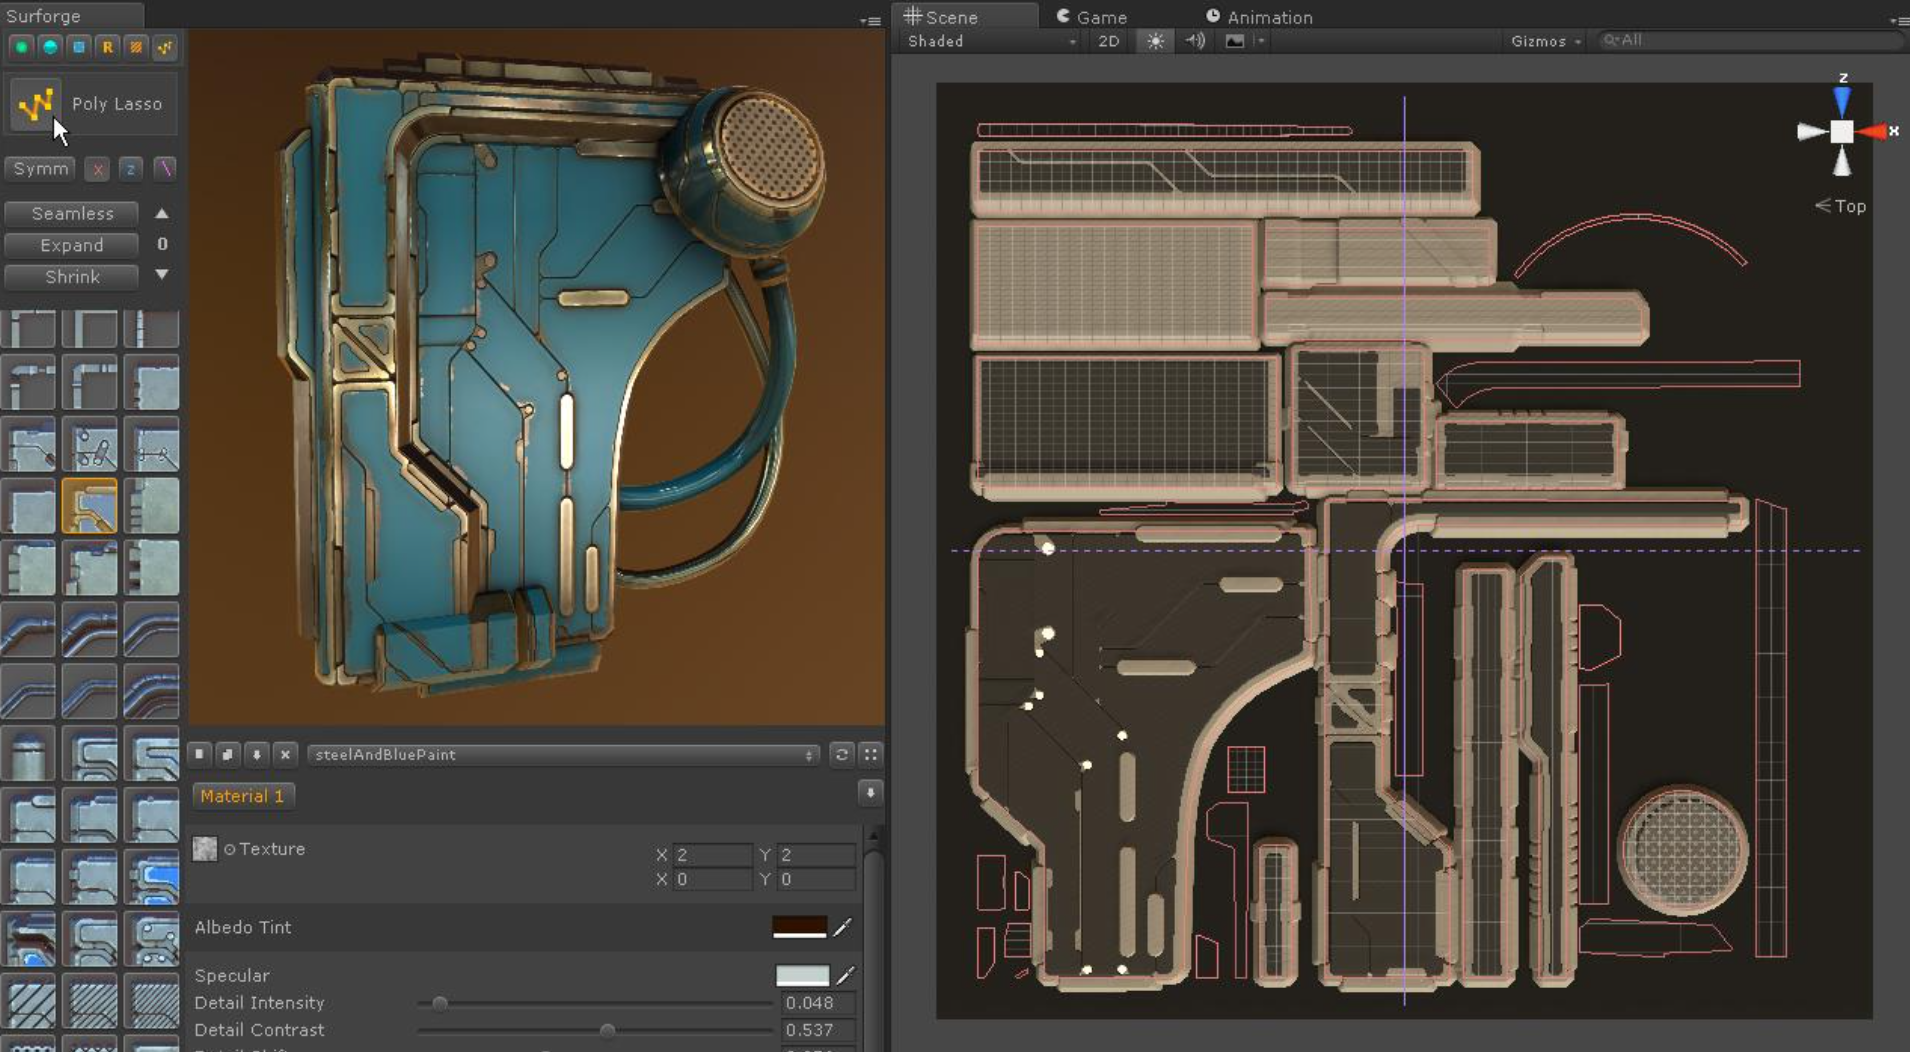 Surforge
R
Poly Lasso
Symm X Z \
Seamless
Expand 0
Shrink
steelAndBluePaint
Material 1
Texture
X 2 Y 2
X 0 Y 0
Albedo Tint
Specular
Detail Intensity 0.048
Detail Contrast 0.537
Scene Game Animation
Shaded 2D Gizmos All
z
x
Top